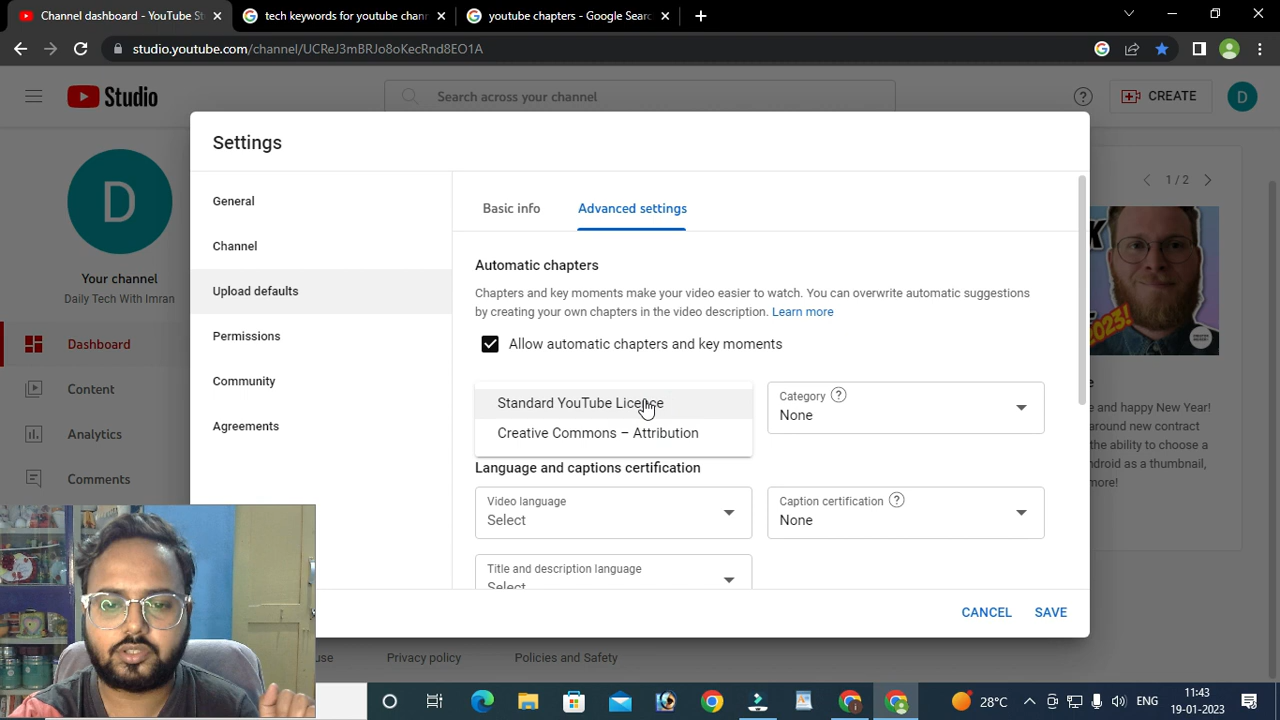 Channel dashboard - YouTube S
tech keywords for youtube chan
youtube chapters - Google Sear
studio.youtube.com/channel/UCReJ3mBRJo8oKecRnd8EO1A
Studio
Search across your channel
CREATE
D
Settings
D
Your channel
Daily Tech With Imran
Dashboard
Content
Analytics
Comments
General
Channel
Upload defaults
Permissions
Community
Agreements
Basic info
Advanced settings
Automatic chapters
Chapters and key moments make your video easier to watch. You can overwrite automatic suggestions
by creating your own chapters in the video description. Learn more
Allow automatic chapters and key moments
Standard YouTube Licence
Creative Commons – Attribution
Category
None
Language and captions certification
Video language
Select
Caption certification
None
Title and description language
Select
CANCEL
SAVE
1 / 2
2023!
e
e and happy New Year!
around new contract
the ability to choose a
ndroid as a thumbnail,
more!
use
Privacy policy
Policies and Safety
28°C
ENG
11:43
19-01-2023